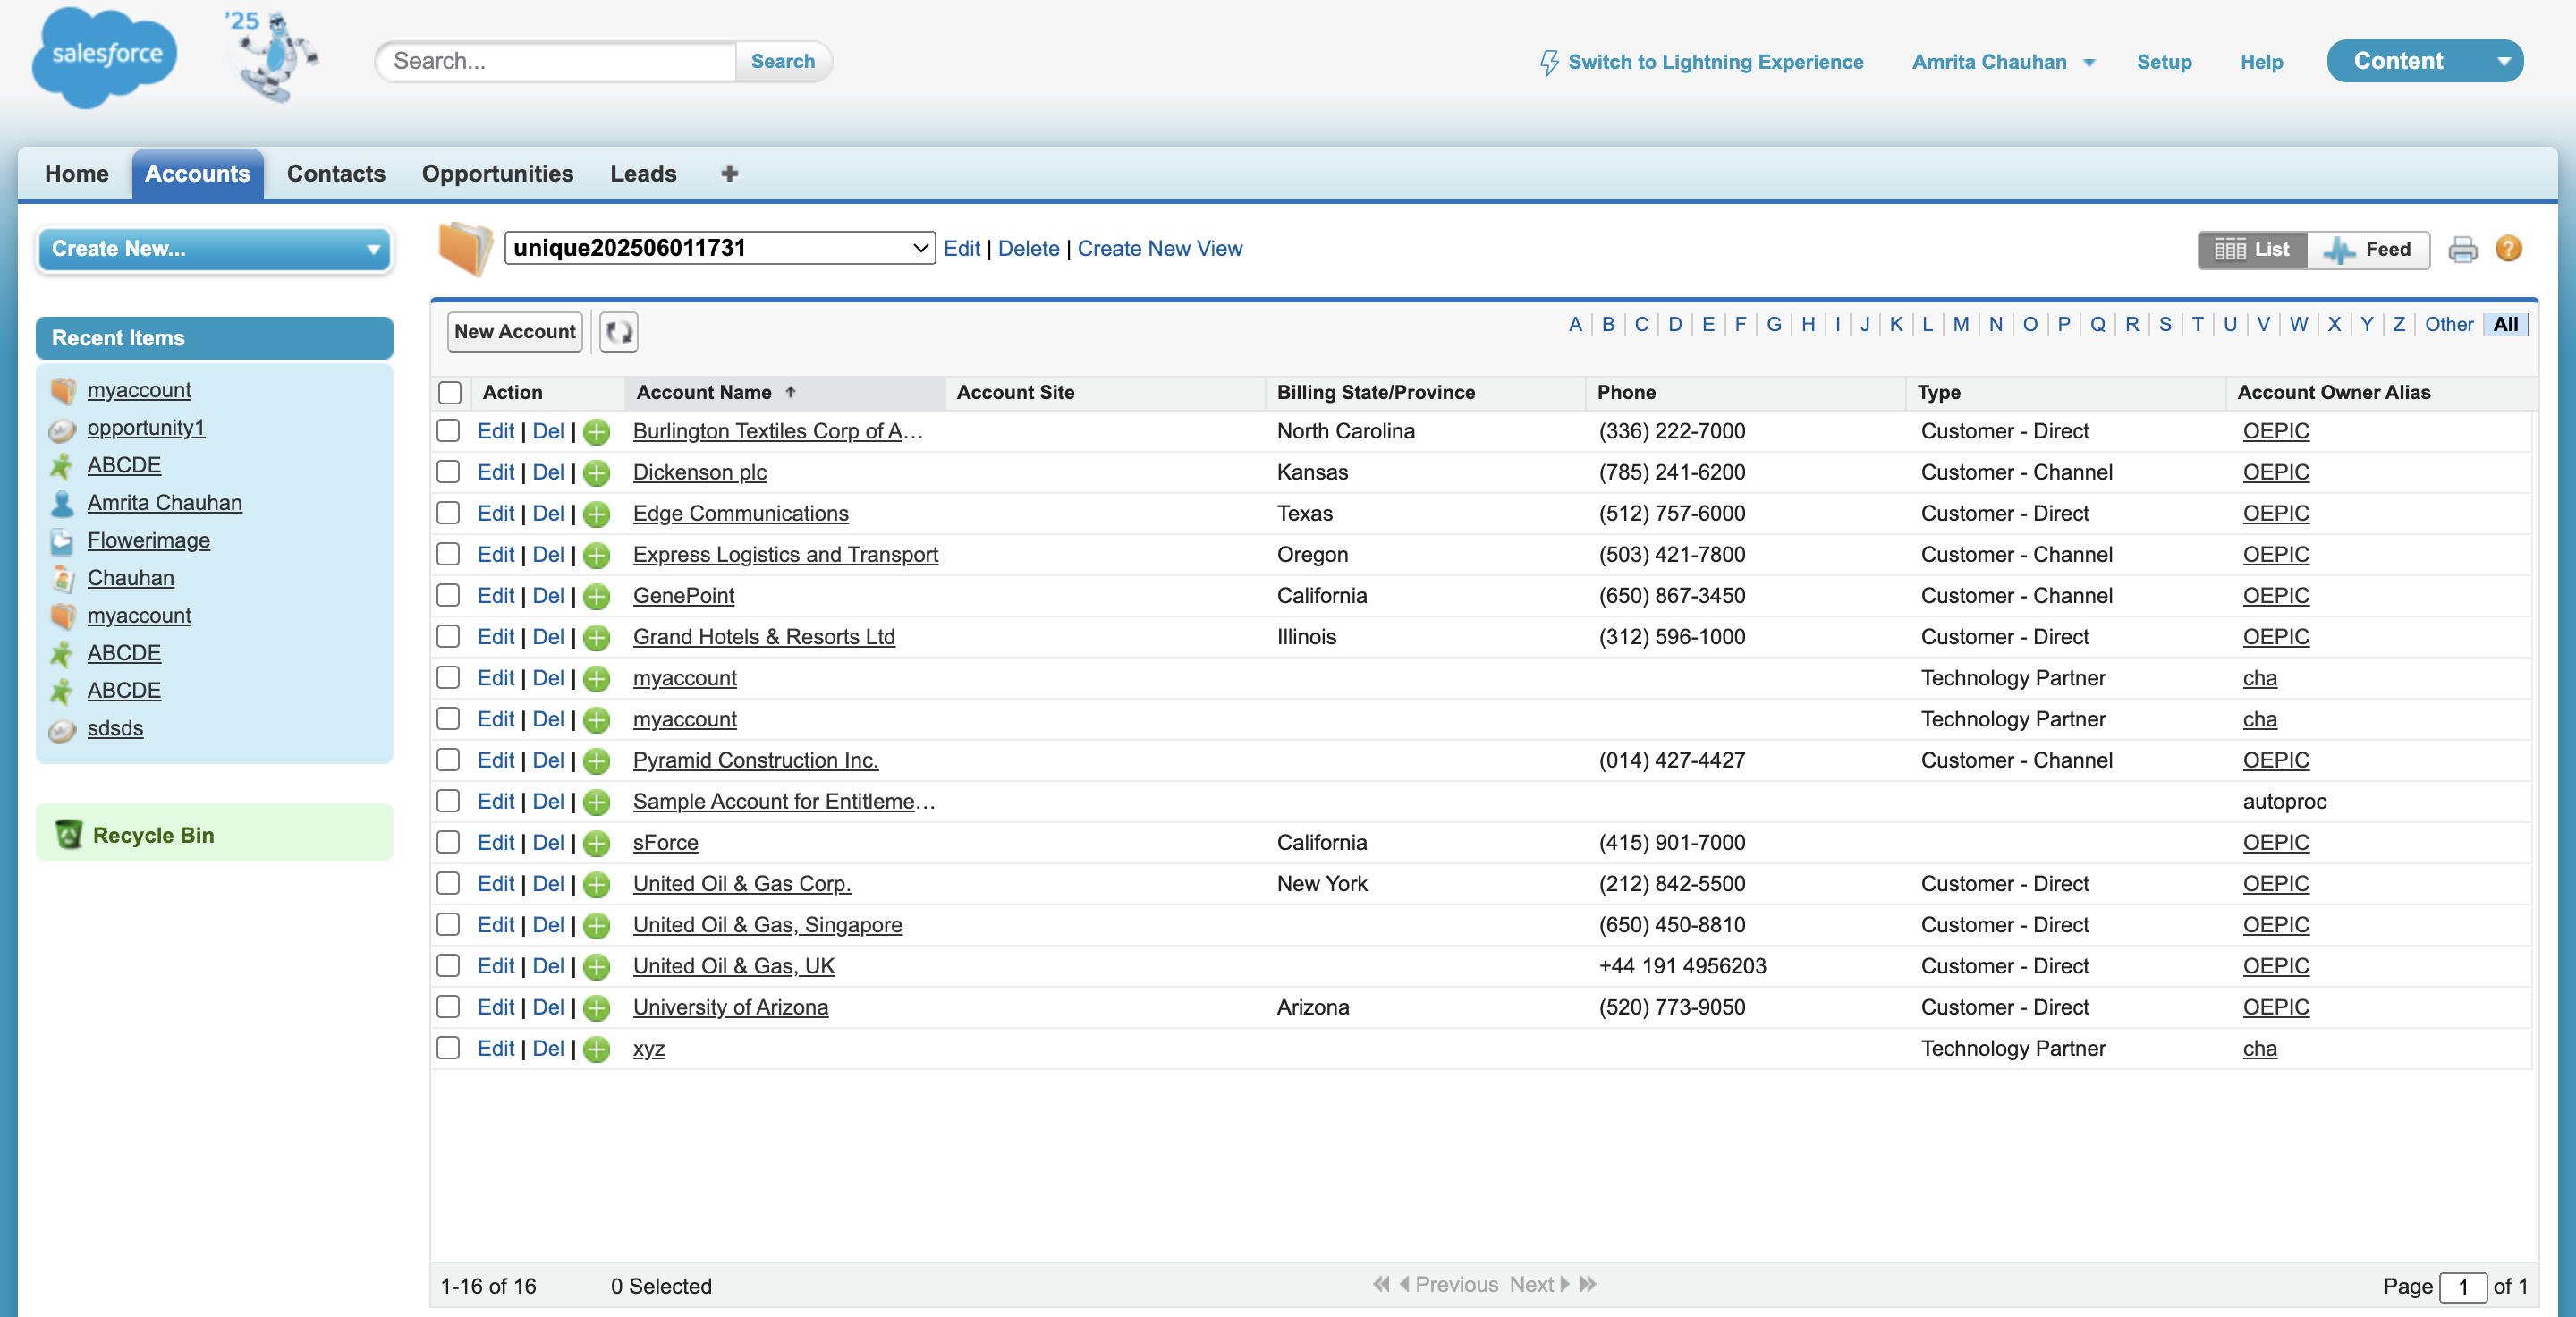 salesforce
'25
Search...
Search
Switch to Lightning Experience
Amrita Chauhan
Setup
Help
Content
Home
Accounts
Contacts
Opportunities
Leads
Create New...
unique202506011731
Edit | Delete | Create New View
List
Feed
?
Recent Items
myaccount
opportunity1
ABCDE
Amrita Chauhan
Flowerimage
Chauhan
myaccount
ABCDE
ABCDE
sdsds
Recycle Bin
New Account
A | B | C | D | E | F | G | H | I | J | K | L | M | N | O | P | Q | R | S | T | U | V | W | X | Y | Z | Other | All
Action Account Name ↑ Account Site Billing State/Province Phone Type Account Owner Alias
Edit | Del | Burlington Textiles Corp of A... North Carolina (336) 222-7000 Customer - Direct OEPIC
Edit | Del | Dickenson plc Kansas (785) 241-6200 Customer - Channel OEPIC
Edit | Del | Edge Communications Texas (512) 757-6000 Customer - Direct OEPIC
Edit | Del | Express Logistics and Transport Oregon (503) 421-7800 Customer - Channel OEPIC
Edit | Del | GenePoint California (650) 867-3450 Customer - Channel OEPIC
Edit | Del | Grand Hotels & Resorts Ltd Illinois (312) 596-1000 Customer - Direct OEPIC
Edit | Del | myaccount Technology Partner cha
Edit | Del | myaccount Technology Partner cha
Edit | Del | Pyramid Construction Inc. (014) 427-4427 Customer - Channel OEPIC
Edit | Del | Sample Account for Entitleme... autoproc
Edit | Del | sForce California (415) 901-7000 OEPIC
Edit | Del | United Oil & Gas Corp. New York (212) 842-5500 Customer - Direct OEPIC
Edit | Del | United Oil & Gas, Singapore (650) 450-8810 Customer - Direct OEPIC
Edit | Del | United Oil & Gas, UK +44 191 4956203 Customer - Direct OEPIC
Edit | Del | University of Arizona Arizona (520) 773-9050 Customer - Direct OEPIC
Edit | Del | xyz Technology Partner cha
1-16 of 16 0 Selected Previous Next Page 1 of 1